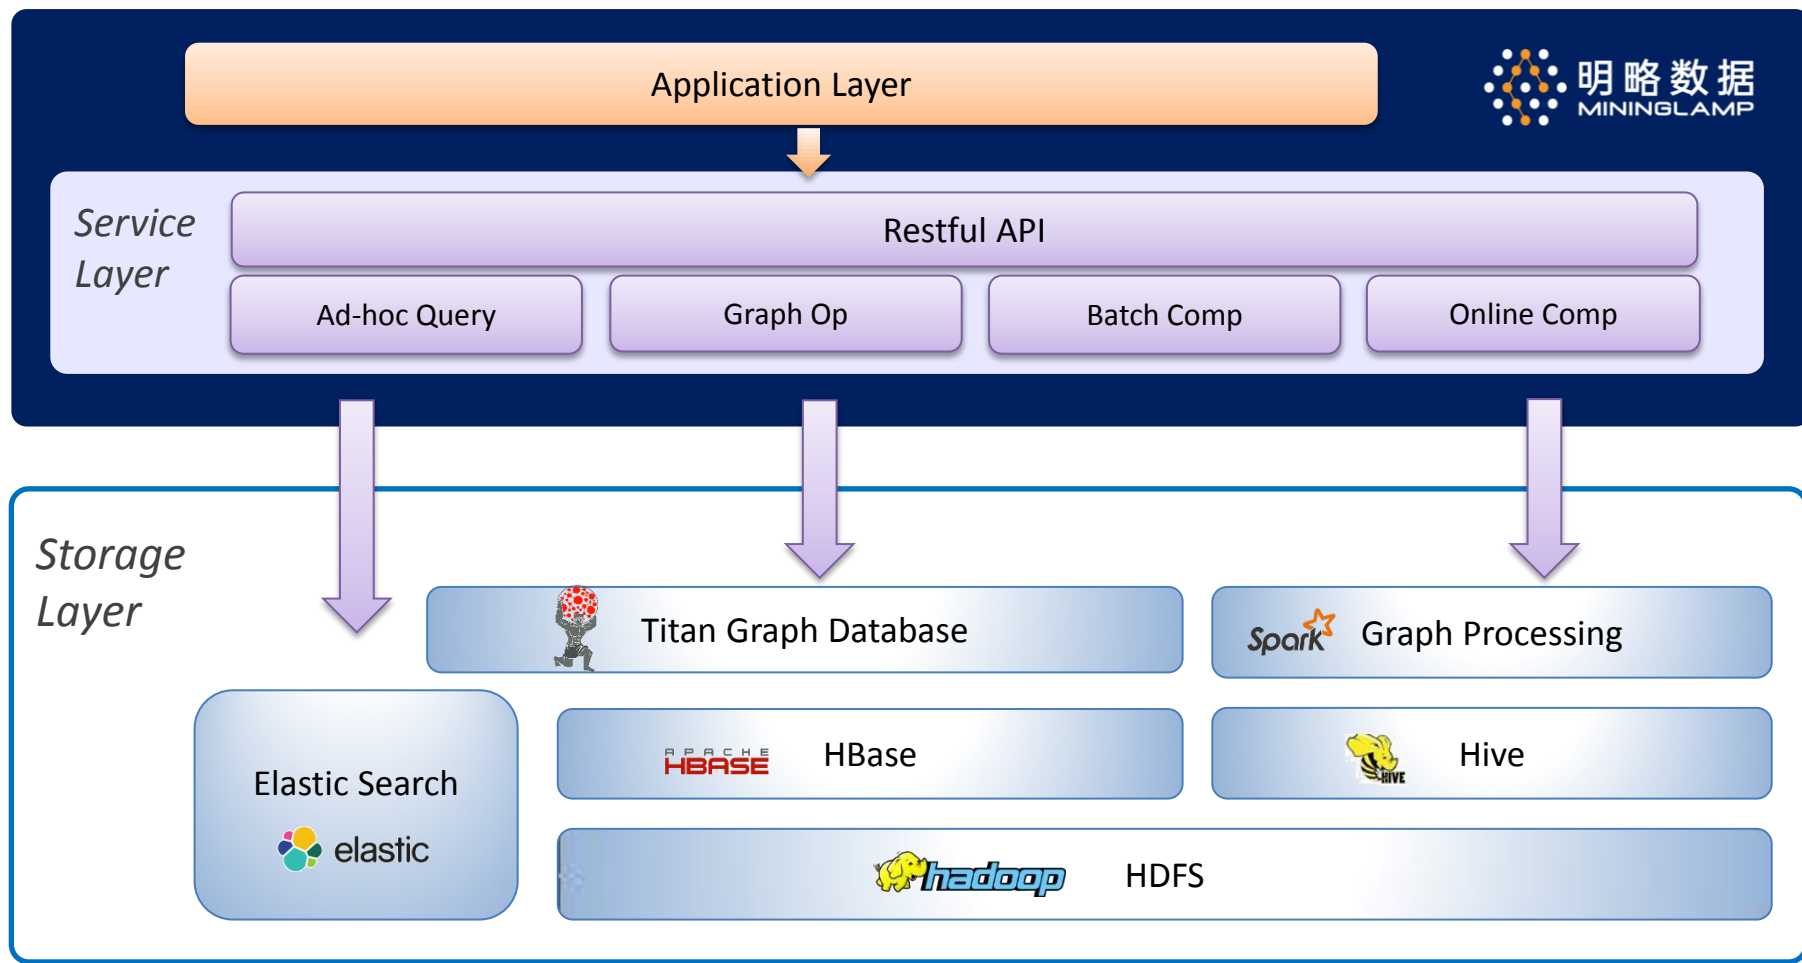 Application Layer
明略数据
MININGLAMP
Service
Layer
Restful API
Ad-hoc Query
Graph Op
Batch Comp
Online Comp
Storage
Layer
Titan Graph Database
Spark
Graph Processing
APACHE
HBASE
HBase
HIVE
Hive
Elastic Search
elastic
hadoop
HDFS